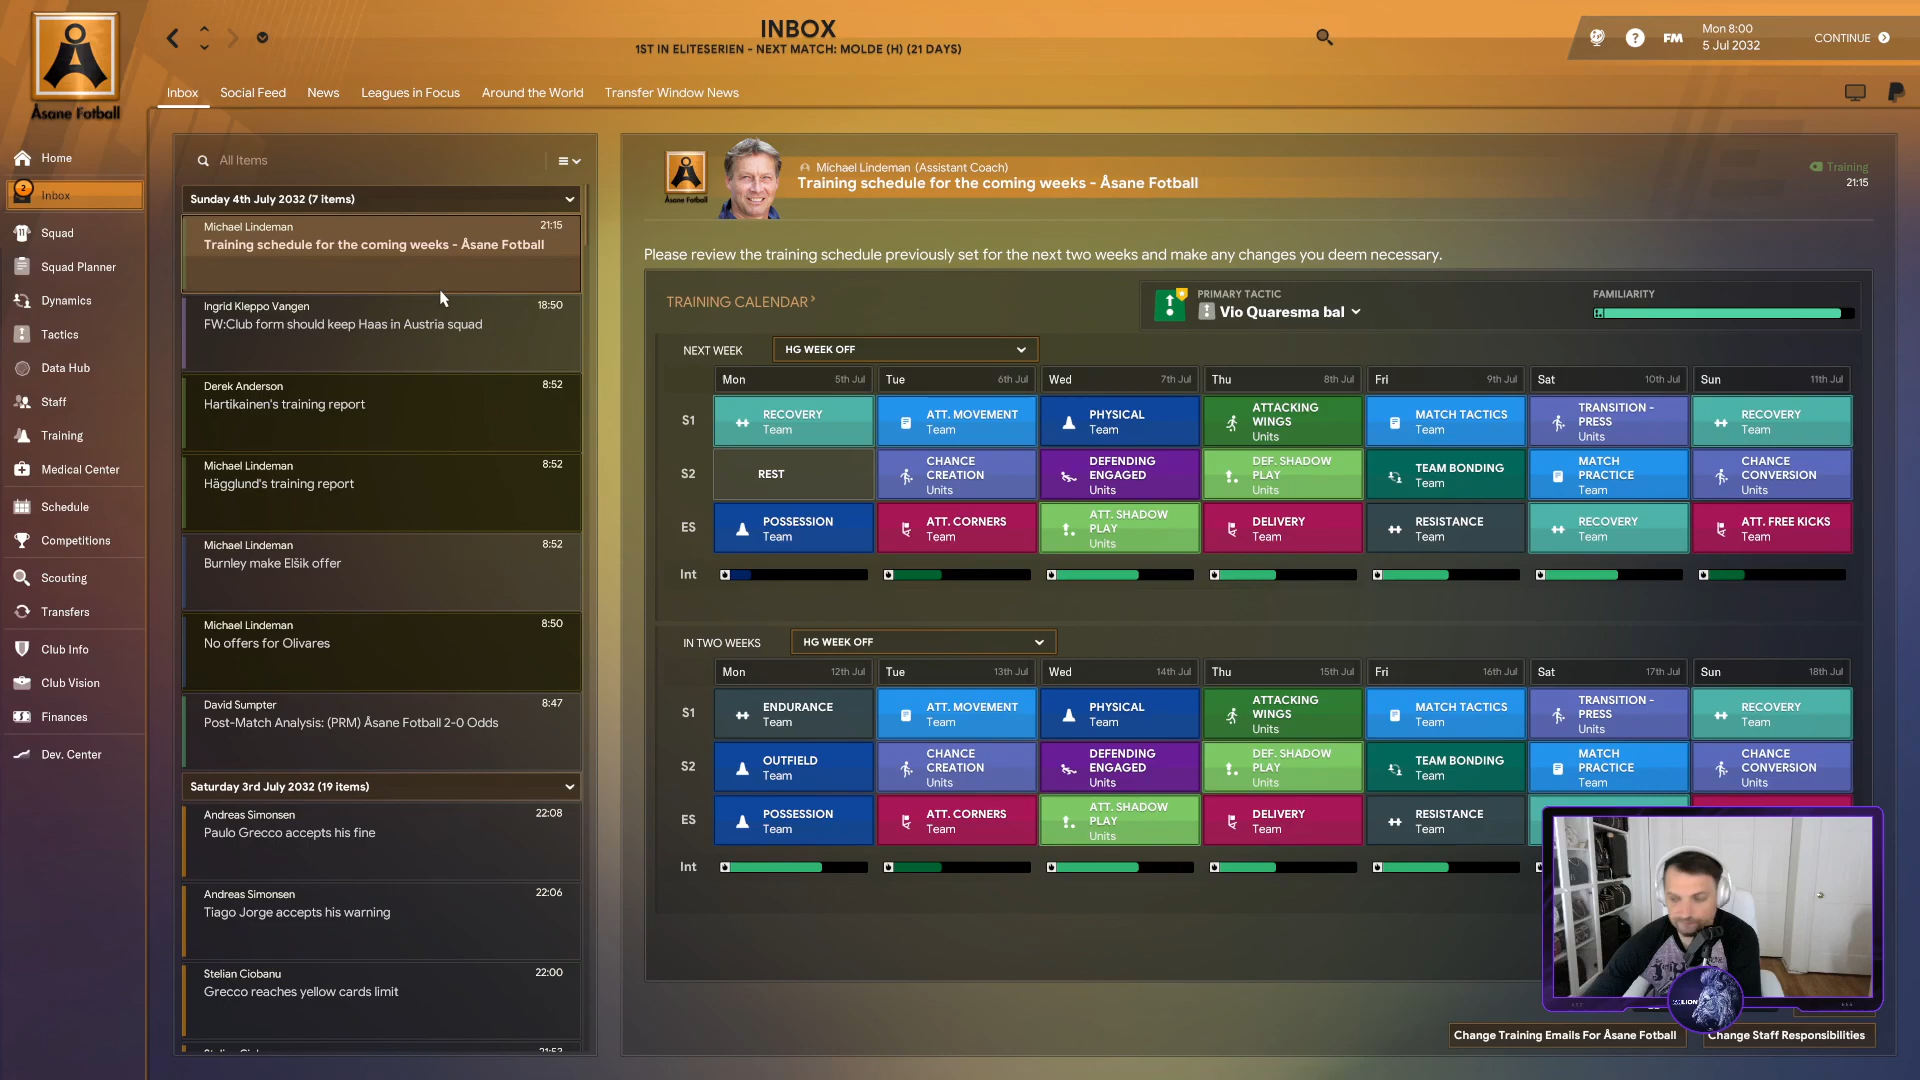 INBOX
1ST IN ELITESERIEN - NEXT MATCH: MOLDE (H) (21 DAYS)
FM
Mon 8:00
5 Jul 2032
CONTINUE
Åsane Fotball
Inbox
Social Feed
News
Leagues in Focus
Around the World
Transfer Window News
Home
2
Inbox
Squad
Squad Planner
Dynamics
Tactics
Data Hub
Staff
Training
Medical Center
Schedule
Competitions
Scouting
Transfers
Club Info
Club Vision
Finances
Dev. Center
All Items
Sunday 4th July 2032 (7 items)
Michael Lindeman 21:15
Training schedule for the coming weeks - Åsane Fotball
Ingrid Kleppo Vangen 18:50
FW:Club form should keep Haas in Austria squad
Derek Anderson 8:52
Hartikainen's training report
Michael Lindeman 8:52
Hägglund's training report
Michael Lindeman 8:52
Burnley make Elšik offer
Michael Lindeman 8:50
No offers for Olivares
David Sumpter 8:47
Post-Match Analysis: (PRM) Åsane Fotball 2-0 Odds
Saturday 3rd July 2032 (19 items)
Andreas Simonsen 22:08
Paulo Grecco accepts his fine
Andreas Simonsen 22:06
Tiago Jorge accepts his warning
Stelian Ciobanu 22:00
Grecco reaches yellow cards limit
Åsane Fotball
Michael Lindeman (Assistant Coach)
Training schedule for the coming weeks - Åsane Fotball
Training
21:15
Please review the training schedule previously set for the next two weeks and make any changes you deem necessary.
TRAINING CALENDAR
PRIMARY TACTIC
Vio Quaresma bal
FAMILIARITY
NEXT WEEK HG WEEK OFF
Mon 5th Jul Tue 6th Jul Wed 7th Jul Thu 8th Jul Fri 9th Jul Sat 10th Jul Sun 11th Jul
S1 RECOVERY Team ATT. MOVEMENT Team PHYSICAL Team ATTACKING WINGS Units MATCH TACTICS Team TRANSITION - PRESS Units RECOVERY Team
S2 REST CHANCE CREATION Units DEFENDING ENGAGED Units DEF. SHADOW PLAY Units TEAM BONDING Team MATCH PRACTICE Team CHANCE CONVERSION Units
ES POSSESSION Team ATT. CORNERS Team ATT. SHADOW PLAY Units DELIVERY Team RESISTANCE Team RECOVERY Team ATT. FREE KICKS Team
Int
IN TWO WEEKS HG WEEK OFF
Mon 12th Jul Tue 13th Jul Wed 14th Jul Thu 15th Jul Fri 16th Jul Sat 17th Jul Sun 18th Jul
S1 ENDURANCE Team ATT. MOVEMENT Team PHYSICAL Team ATTACKING WINGS Units MATCH TACTICS Team TRANSITION - PRESS Units RECOVERY Team
S2 OUTFIELD Team CHANCE CREATION Units DEFENDING ENGAGED Units DEF. SHADOW PLAY Units TEAM BONDING Team MATCH PRACTICE Team CHANCE CONVERSION Units
ES POSSESSION Team ATT. CORNERS Team ATT. SHADOW PLAY Units DELIVERY Team RESISTANCE Team
Int
Change Training Emails For Åsane Fotball
Change Staff Responsibilities